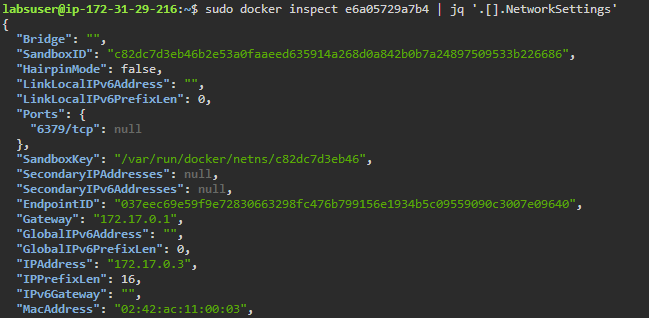 labsuser@ip-172-31-29-216:~$ sudo docker inspect e6a05729a7b4 | jq '.[].NetworkSettings'
{
  "Bridge": "",
  "SandboxID": "c82dc7d3eb46b2e53a0faaeed635914a268d0a842b0b7a24897509533b226686",
  "HairpinMode": false,
  "LinkLocalIPv6Address": "",
  "LinkLocalIPv6PrefixLen": 0,
  "Ports": {
    "6379/tcp": null
  },
  "SandboxKey": "/var/run/docker/netns/c82dc7d3eb46",
  "SecondaryIPAddresses": null,
  "SecondaryIPv6Addresses": null,
  "EndpointID": "037eec69e59f9e72830663298fc476b799156e1934b5c09559090c3007e09640",
  "Gateway": "172.17.0.1",
  "GlobalIPv6Address": "",
  "GlobalIPv6PrefixLen": 0,
  "IPAddress": "172.17.0.3",
  "IPPrefixLen": 16,
  "IPv6Gateway": "",
  "MacAddress": "02:42:ac:11:00:03",